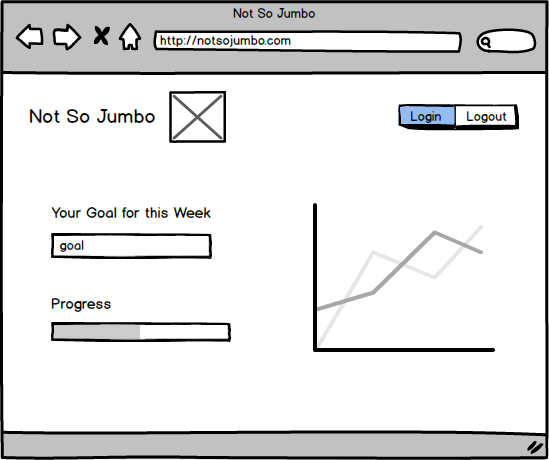 Not So Jumbo
http://notsojumbo.com
Not So Jumbo
Login Logout
Your Goal for this Week
goal
Progress